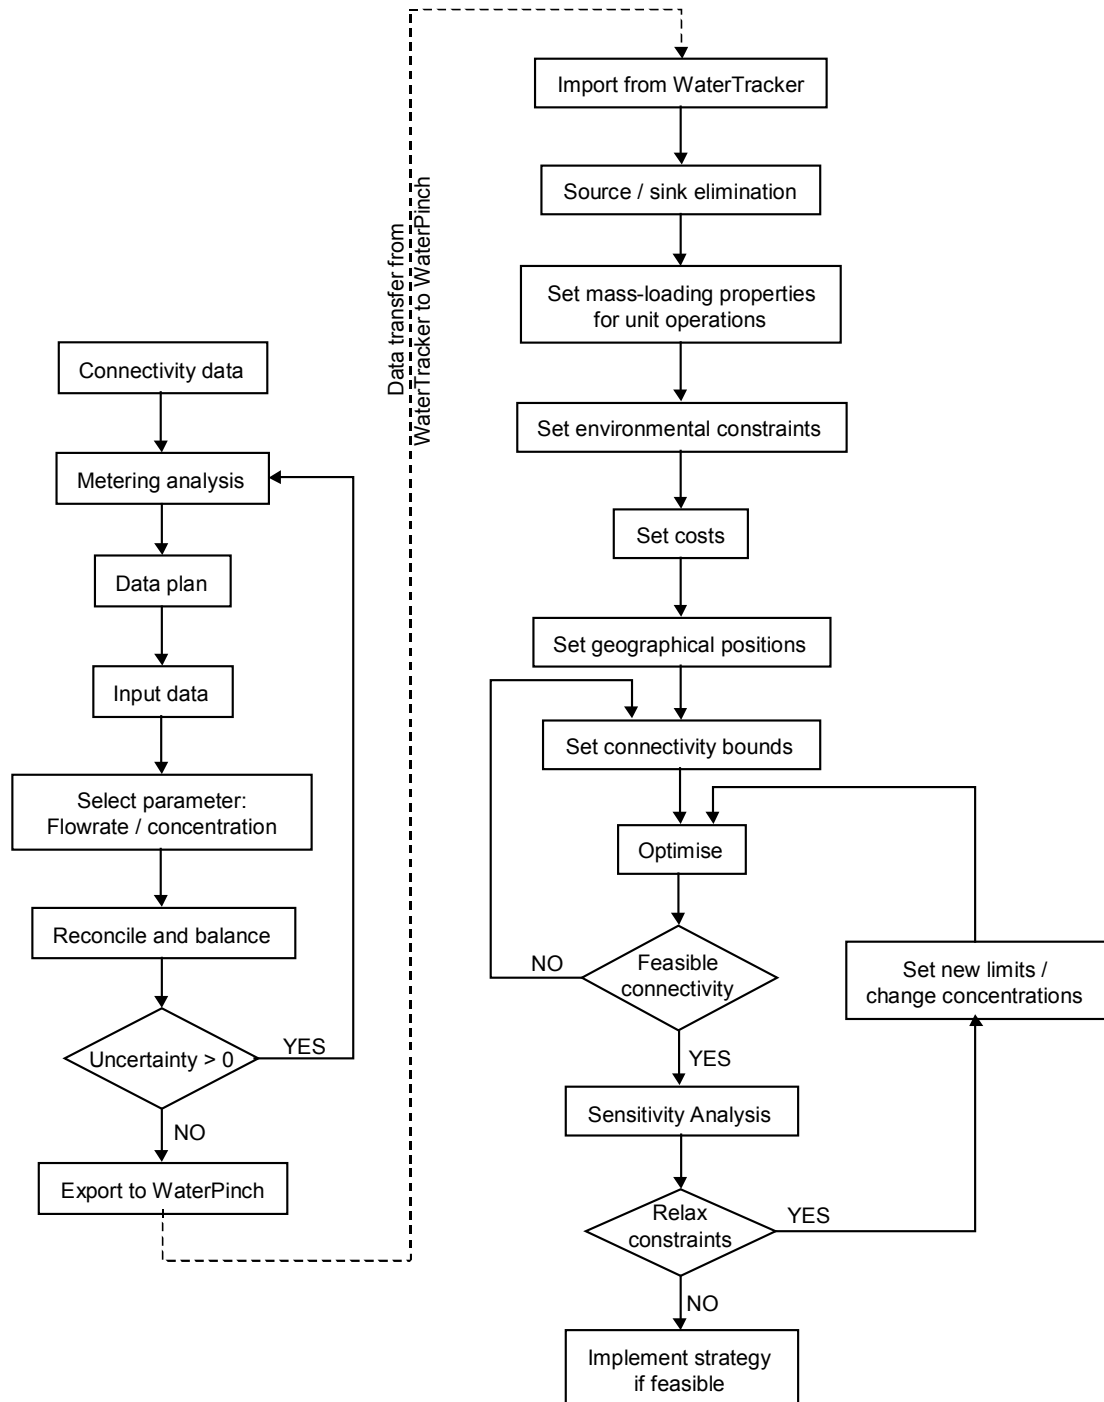 Connectivity data
Metering analysis
Data plan
Input data
Select parameter:
Flowrate / concentration
Reconcile and balance
Uncertainty > 0
YES
NO
Export to WaterPinch
Data transfer from
WaterTracker to WaterPinch
Import from WaterTracker
Source / sink elimination
Set mass-loading properties
for unit operations
Set environmental constraints
Set costs
Set geographical positions
Set connectivity bounds
Optimise
Feasible
connectivity
NO
YES
Set new limits /
change concentrations
Sensitivity Analysis
Relax
constraints
YES
NO
Implement strategy
if feasible